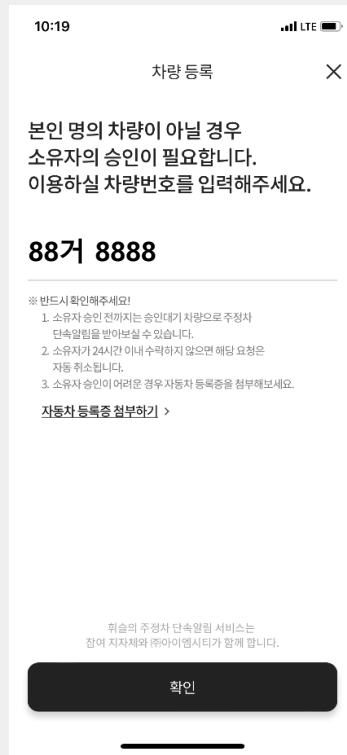 10:19
LTE
차량 등록
본인 명의 차량이 아닐 경우
소유자의 승인이 필요합니다.
이용하실 차량번호를 입력해주세요.
88거 8888
※ 반드시 확인해주세요!
1. 소유자 승인 전까지는 승인대기 차량으로 주정차
단속알림을 받아보실 수 있습니다.
2. 소유자가 24시간 이내 수락하지 않으면 해당 요청은
자동 취소됩니다.
3. 소유자 승인이 어려운 경우 자동차 등록증을 첨부해보세요.
자동차 등록증 첨부하기 >
휘슬의 주정차 단속알림 서비스는
참여 지자체와 ㈜아이엠시티가 함께 합니다.
확인